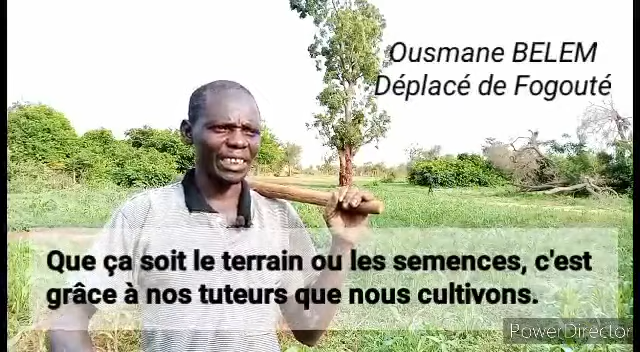 Ousmane BELEM
Déplacé de Fogouté
Que ça soit le terrain ou les semences, c'est
grâce à nos tuteurs que nous cultivons.
PowerDirector